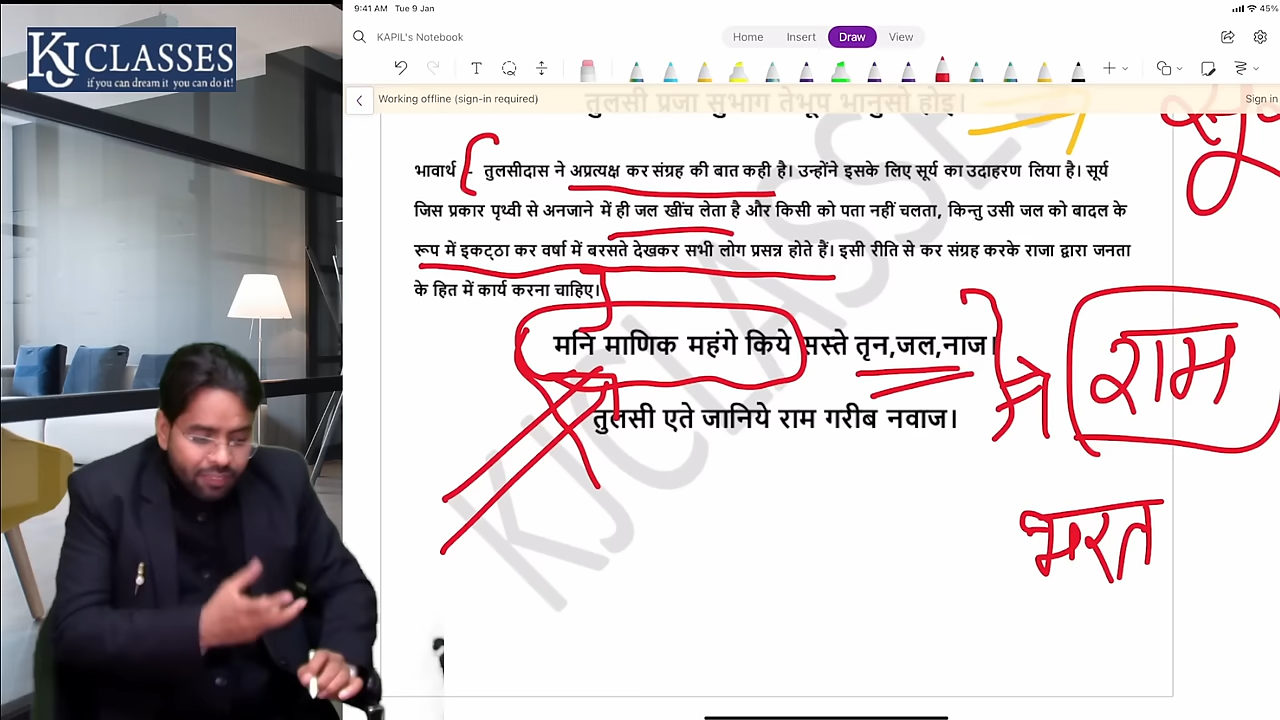 KJ CLASSES
if you can dream it you can do it!
9:41 AM Tue 9 Jan
45%
KAPIL's Notebook
Home Insert Draw View
Working offline (sign-in required)
Sign in
तुलसी प्रजा सुभाग तेभूप भानुसो होइ।
सू
भावार्थ - तुलसीदास ने अप्रत्यक्ष कर संग्रह की बात कही है। उन्होंने इसके लिए सूर्य का उदाहरण लिया है। सूर्य
जिस प्रकार पृथ्वी से अनजाने में ही जल खींच लेता है और किसी को पता नहीं चलता, किन्तु उसी जल को बादल के
रूप में इकट्ठा कर वर्षा में बरसते देखकर सभी लोग प्रसन्न होते हैं। इसी रीति से कर संग्रह करके राजा द्वारा जनता
के हित में कार्य करना चाहिए।
मनि माणिक महंगे किये सस्ते तृन,जल,नाज।
राम
तुलसी एते जानिये राम गरीब नवाज।
भरत
KJ CLASSES